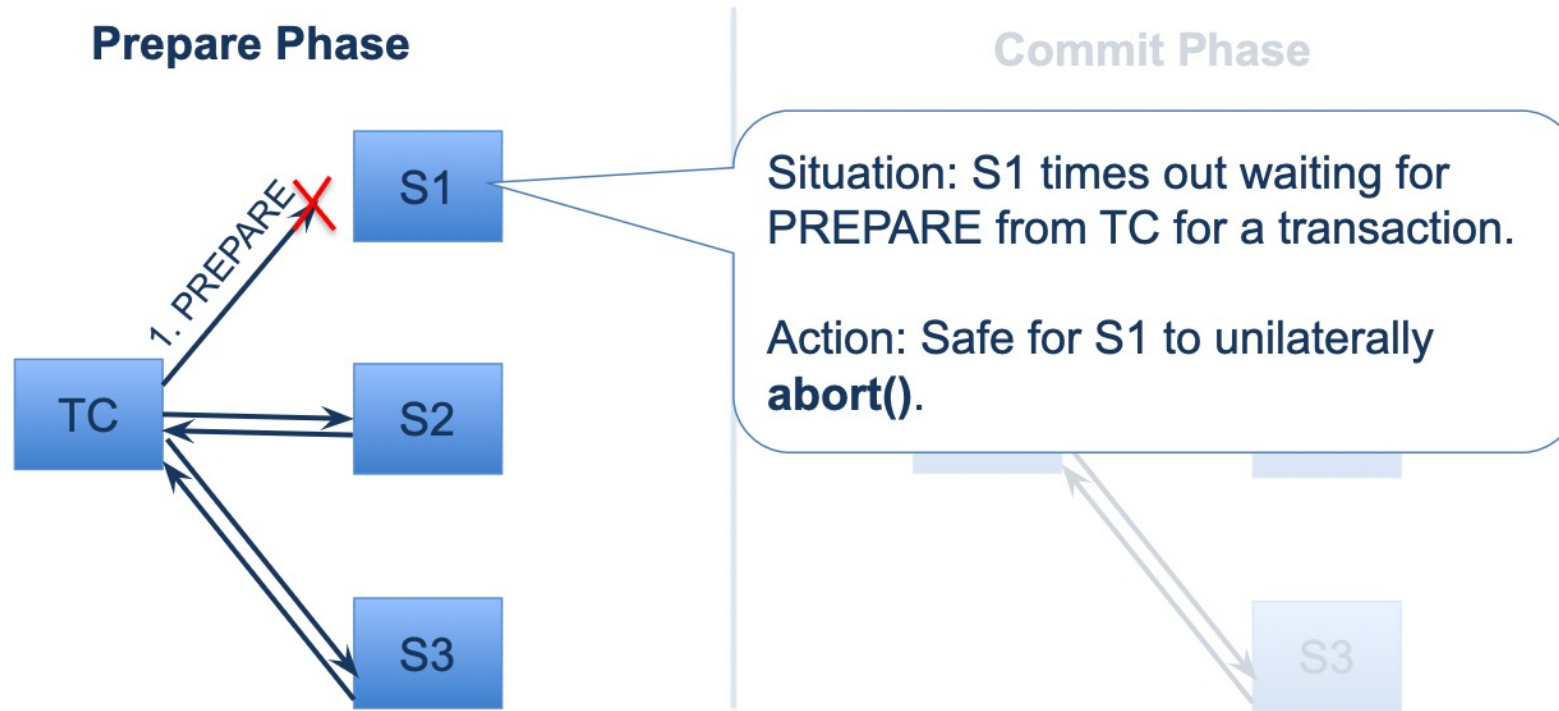 Prepare Phase
Commit Phase
S1
1. PREPARE
Situation: S1 times out waiting for
PREPARE from TC for a transaction.
Action: Safe for S1 to unilaterally
abort().
TC
S2
S3
S3